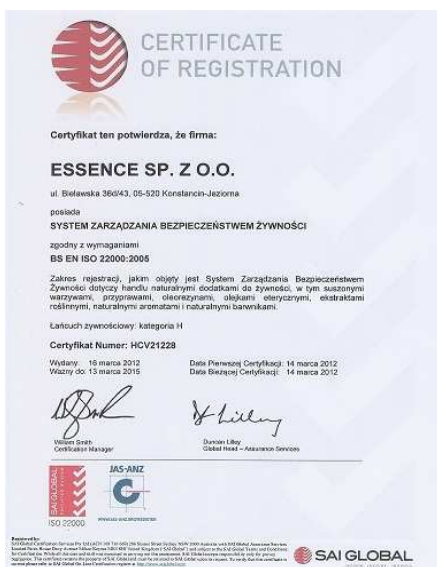 CERTIFICATE
OF REGISTRATION
Certyfikat ten potwierdza, że firma:
ESSENCE SP. Z O.O.
ul. Bielawska 36d/43, 05-520 Konstancin-Jeziorna
posiada
SYSTEM ZARZĄDZANIA BEZPIECZEŃSTWEM ŻYWNOŚCI
zgodny z wymaganiami
BS EN ISO 22000:2005
Zakres rejestracji, jakim objęty jest System Zarządzania Bezpieczeństwem
Żywności dotyczy handlu naturalnymi dodatkami do żywności, w tym suszonymi
warzywami, przyprawami, oleorezynami, olejkami eterycznymi, ekstraktami
roślinnymi, naturalnymi aromatami i naturalnymi barwnikami.
Łańcuch żywnościowy: kategoria H
Certyfikat Numer: HCV21228
Wydany: 16 marca 2012 Data Pierwszej Certyfikacji: 14 marca 2012
Ważny do: 13 marca 2015 Data Bieżącej Certyfikacji: 14 marca 2012
William Smith Duncan Lilley
Certification Manager Global Head – Assurance Services
SAI GLOBAL
JAS-ANZ
C
ISO 22000
Registered by:
SAI GLOBAL